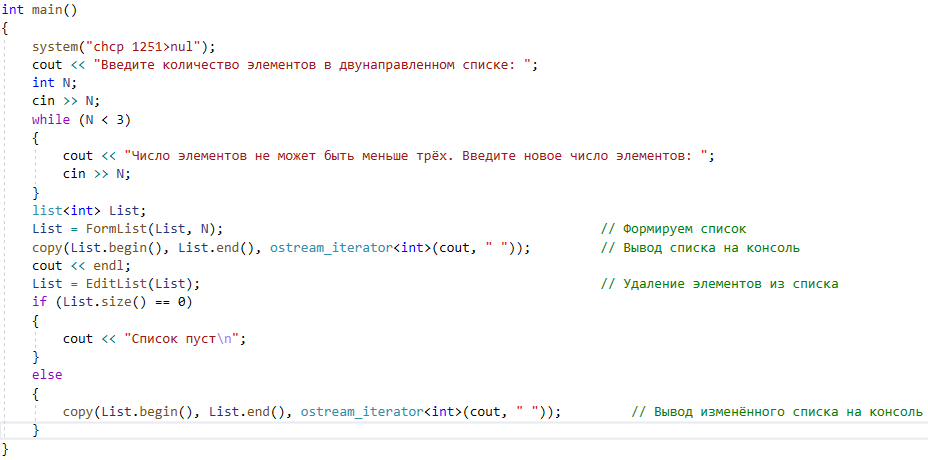 int main()
{
system("chcp 1251>nul");
cout << "Введите количество элементов в двунаправленном списке: ";
int N;
cin >> N;
while (N < 3)
{
cout << "Число элементов не может быть меньше трёх. Введите новое число элементов: ";
cin >> N;
}
list<int> List;
List = FormList(List, N); // Формируем список
copy(List.begin(), List.end(), ostream_iterator<int>(cout, " ")); // Вывод списка на консоль
cout << endl;
List = EditList(List); // Удаление элементов из списка
if (List.size() == 0)
{
cout << "Список пуст\n";
}
else
{
copy(List.begin(), List.end(), ostream_iterator<int>(cout, " ")); // Вывод изменённого списка на консоль
}
}